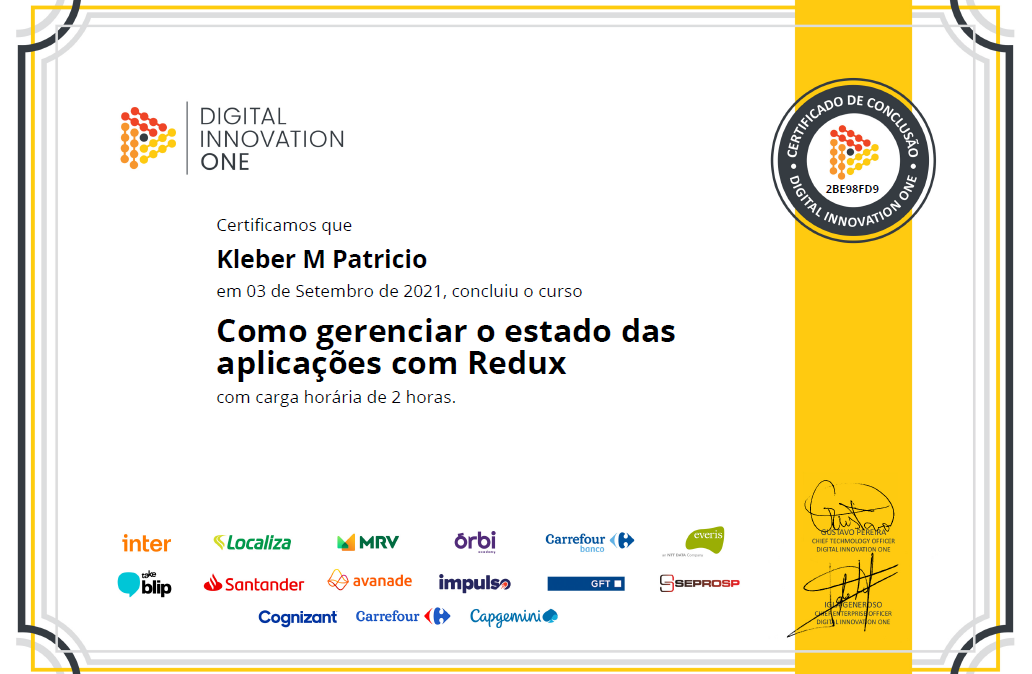 DIGITAL
INNOVATION
ONE
CERTIFICADO DE CONCLUSÃO
2BE98FD9
DIGITAL INNOVATION ONE
Certificamos que
Kleber M Patricio
em 03 de Setembro de 2021, concluiu o curso
Como gerenciar o estado das
aplicações com Redux
com carga horária de 2 horas.
inter
Localiza
MRV
órbi
academy
Carrefour
banco
everis
an NTT DATA Company
take
blip
Santander
avanade
impulso
GFT
SEPROSP
Cognizant
Carrefour
Capgemini
GUSTAVO PEREIRA
CHIEF TECHNOLOGY OFFICER
DIGITAL INNOVATION ONE
GENEROSO
CHIEF ENTERPRISE OFFICER
DIGITAL INNOVATION ONE